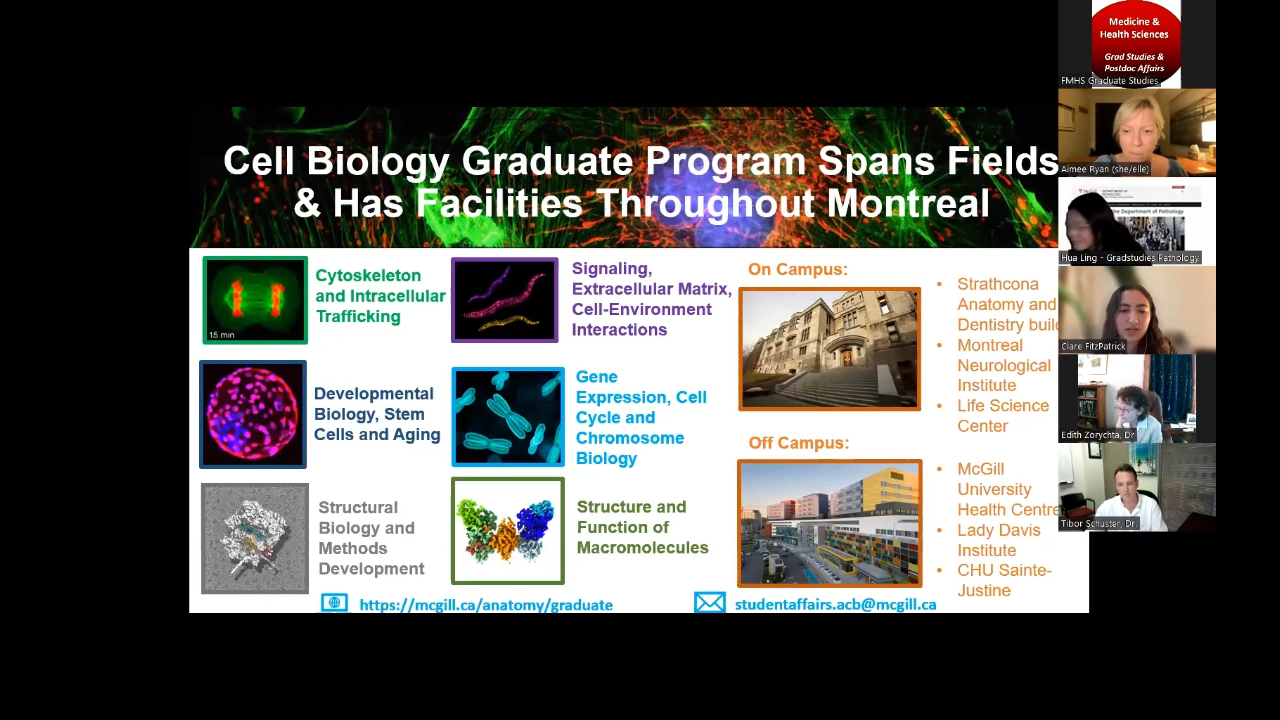 Cell Biology Graduate Program Spans Fields
& Has Facilities Throughout Montreal
15 min
Cytoskeleton
and Intracellular
Trafficking
Signaling,
Extracellular Matrix,
Cell-Environment
Interactions
Developmental
Biology, Stem
Cells and Aging
Gene
Expression, Cell
Cycle and
Chromosome
Biology
Structural
Biology and
Methods
Development
Structure and
Function of
Macromolecules
On Campus:
• Strathcona
Anatomy and
Dentistry build
• Montreal
Neurological
Institute
• Life Science
Center
Off Campus:
• McGill
University
Health Centre
• Lady Davis
Institute
• CHU Sainte-
Justine
https://mcgill.ca/anatomy/graduate
studentaffairs.acb@mcgill.ca
Medicine &
Health Sciences
Grad Studies &
Postdoc Affairs
FMHS Graduate Studies
Aimee Ryan (she/elle)
The Department of Pathology
Hua Ling - Gradstudies Pathology
Clare FitzPatrick
Edith Zorychta, Dr
Tibor Schuster, Dr.